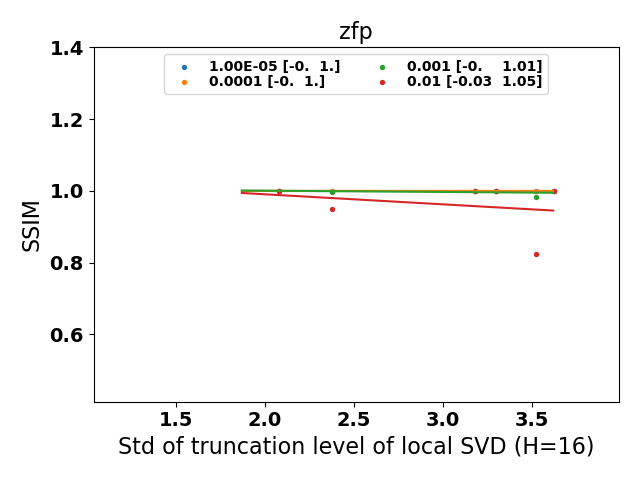 zfp
1.00E-05 [-0.  1.]
0.0001 [-0.  1.]
0.001 [-0.    1.01]
0.01 [-0.03  1.05]
1.4
1.2
1.0
0.8
0.6
SSIM
1.5 2.0 2.5 3.0 3.5
Std of truncation level of local SVD (H=16)